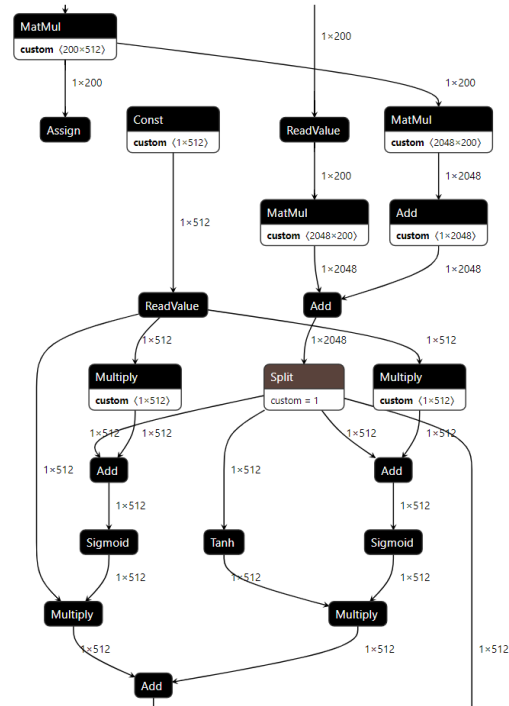 MatMul
custom ⟨200×512⟩
1×200
1×200
1×200
Assign
Const
custom ⟨1×512⟩
ReadValue
MatMul
custom ⟨2048×200⟩
1×200
1×2048
MatMul
custom ⟨2048×200⟩
Add
custom ⟨1×2048⟩
1×512
1×2048
1×2048
ReadValue
Add
1×512
1×2048
1×512
Multiply
custom ⟨1×512⟩
Split
custom = 1
Multiply
custom ⟨1×512⟩
1×512
1×512
1×512
1×512
Add
1×512
1×512
Add
1×512
1×512
Sigmoid
Tanh
Sigmoid
1×512
1×512
1×512
Multiply
Multiply
1×512
1×512
1×512
Add